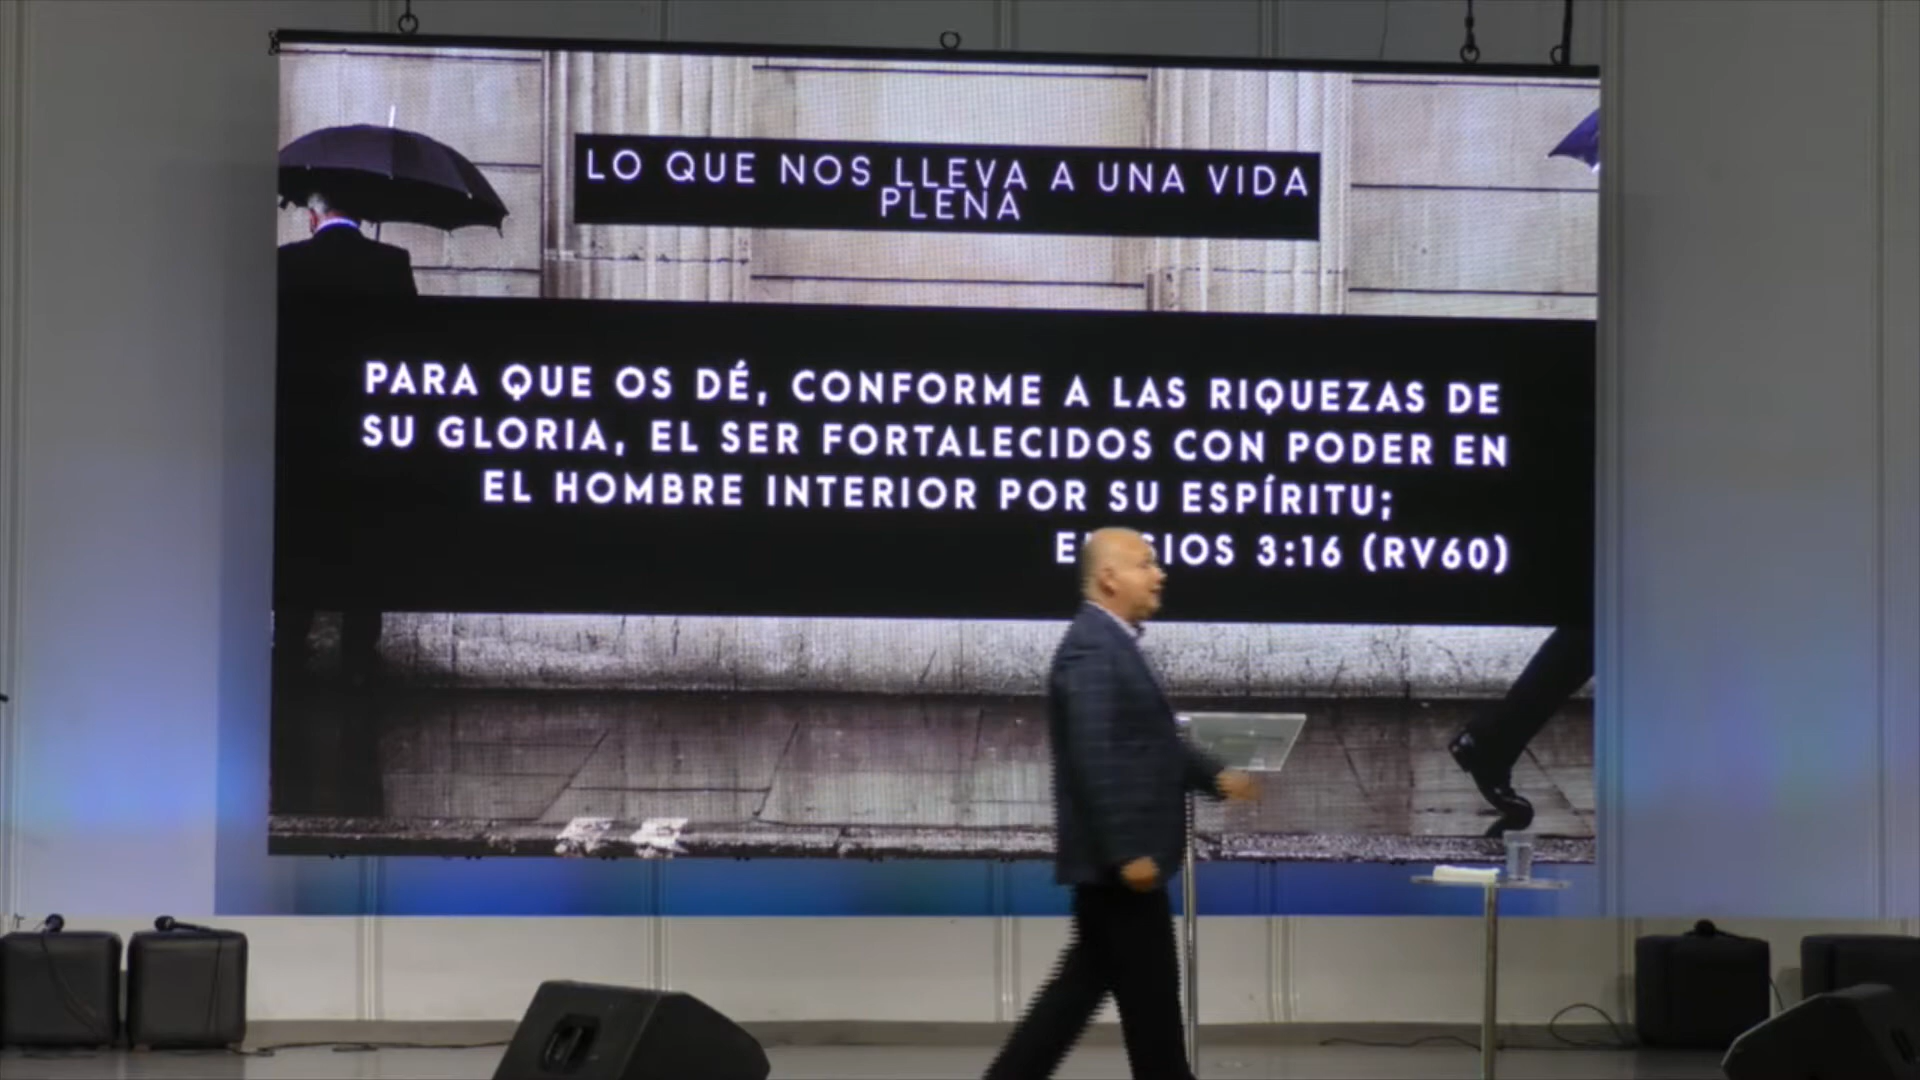 LO QUE NOS LLEVA A UNA VIDA
PLENA
PARA QUE OS DÉ, CONFORME A LAS RIQUEZAS DE
SU GLORIA, EL SER FORTALECIDOS CON PODER EN
EL HOMBRE INTERIOR POR SU ESPÍRITU;
3:16 (RV60)